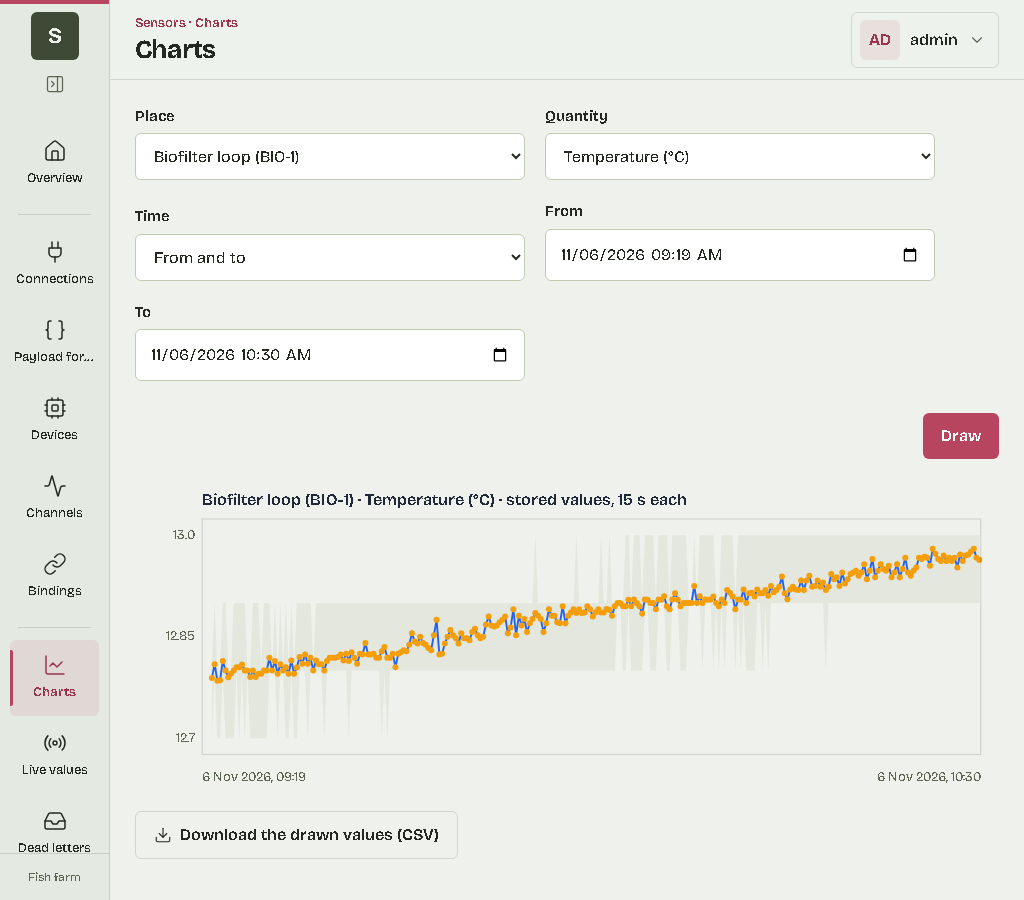 S
Overview
Connections
Payload for...
Devices
Channels
Bindings
Charts
Live values
Dead letters
Fish farm
Sensors · Charts
Charts
AD admin
Place
Biofilter loop (BIO-1)
Quantity
Temperature (°C)
Time
From and to
From
11/06/2026 09:19 AM
To
11/06/2026 10:30 AM
Draw
Biofilter loop (BIO-1) · Temperature (°C) · stored values, 15 s each
13.0
12.85
12.7
6 Nov 2026, 09:19
6 Nov 2026, 10:30
Download the drawn values (CSV)